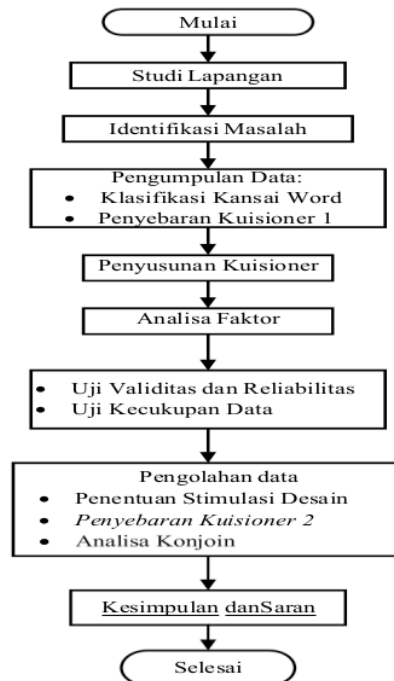 Mulai
Studi Lapangan
Identifikasi Masalah
Pengumpulan Data:
• Klasifikasi Kansai Word
• Penyebaran Kuisioner 1
Penyusunan Kuisioner
Analisa Faktor
• Uji Validitas dan Reliabilitas
• Uji Kecukupan Data
Pengolahan data
• Penentuan Stimulasi Desain
• Penyebaran Kuisioner 2
• Analisa Konjoin
Kesimpulan danSaran
Selesai